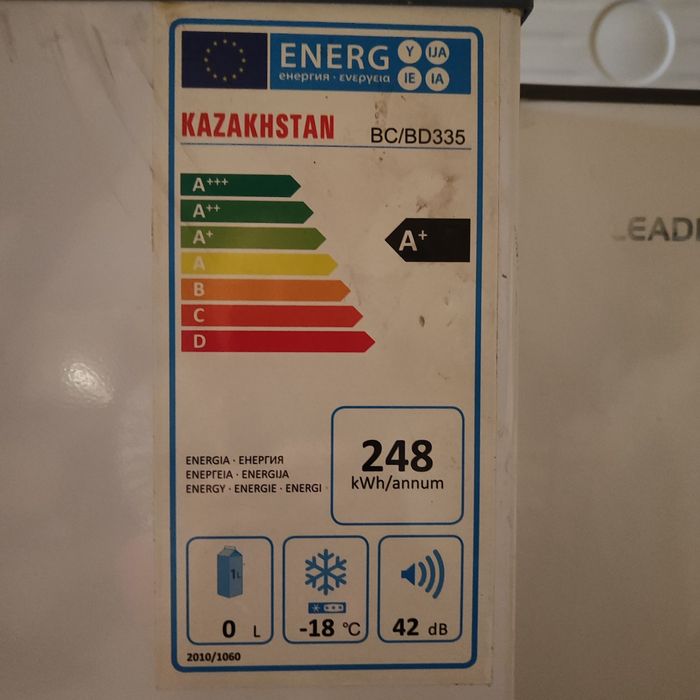 ENERG Y IJA
енергия · ενεργεια IE IA
KAZAKHSTAN BC/BD335
A+++
A++
A+
A+
A
B
C
D
ENERGIA · ЕНЕРГИЯ
ΕΝΕΡΓΕΙΑ · ENERGIJA
ENERGY · ENERGIE · ENERGI
248
kWh/annum
1L
0 L
-18 °C
42 dB
2010/1060